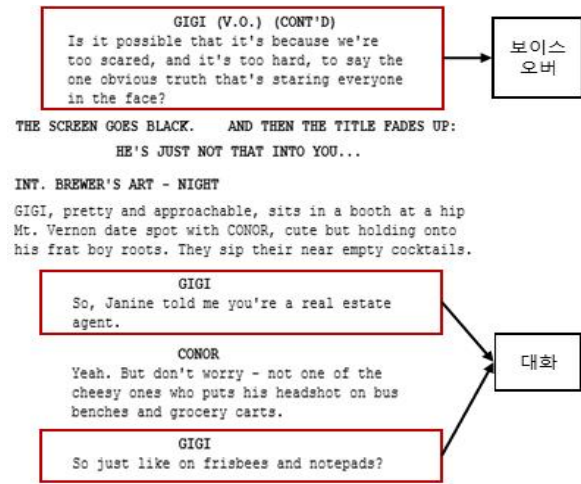 GIGI (V.O.) (CONT'D)
Is it possible that it's because we're
too scared, and it's too hard, to say the
one obvious truth that's staring everyone
in the face?
보이스
오버
THE SCREEN GOES BLACK. AND THEN THE TITLE FADES UP:
HE'S JUST NOT THAT INTO YOU...
INT. BREWER'S ART - NIGHT
GIGI, pretty and approachable, sits in a booth at a hip
Mt. Vernon date spot with CONOR, cute but holding onto
his frat boy roots. They sip their near empty cocktails.
GIGI
So, Janine told me you're a real estate
agent.
CONOR
Yeah. But don't worry - not one of the
cheesy ones who puts his headshot on bus
benches and grocery carts.
대화
GIGI
So just like on frisbees and notepads?